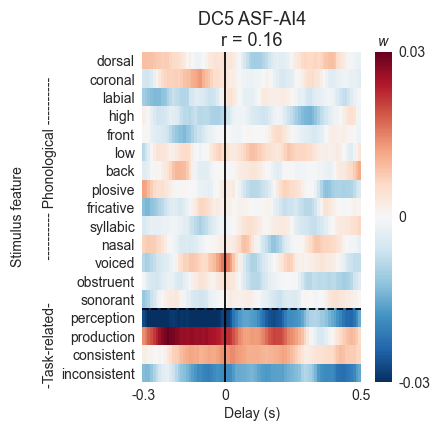 DC5 ASF-AI4
r = 0.16
w
dorsal
coronal
labial
high
front
low
back
plosive
fricative
syllabic
nasal
voiced
obstruent
sonorant
perception
production
consistent
inconsistent
Stimulus feature
-Task-related- ---------- Phonological ----------
0.03
0
-0.03
-0.3 0 0.5
Delay (s)